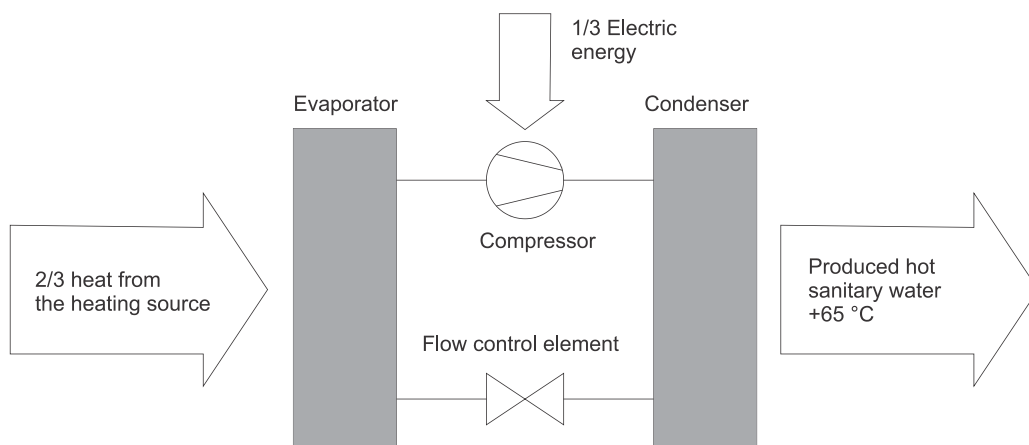 1/3 Electric
energy
Evaporator
Condenser
Compressor
2/3 heat from
the heating source
Produced hot
sanitary water
+65 °C
Flow control element